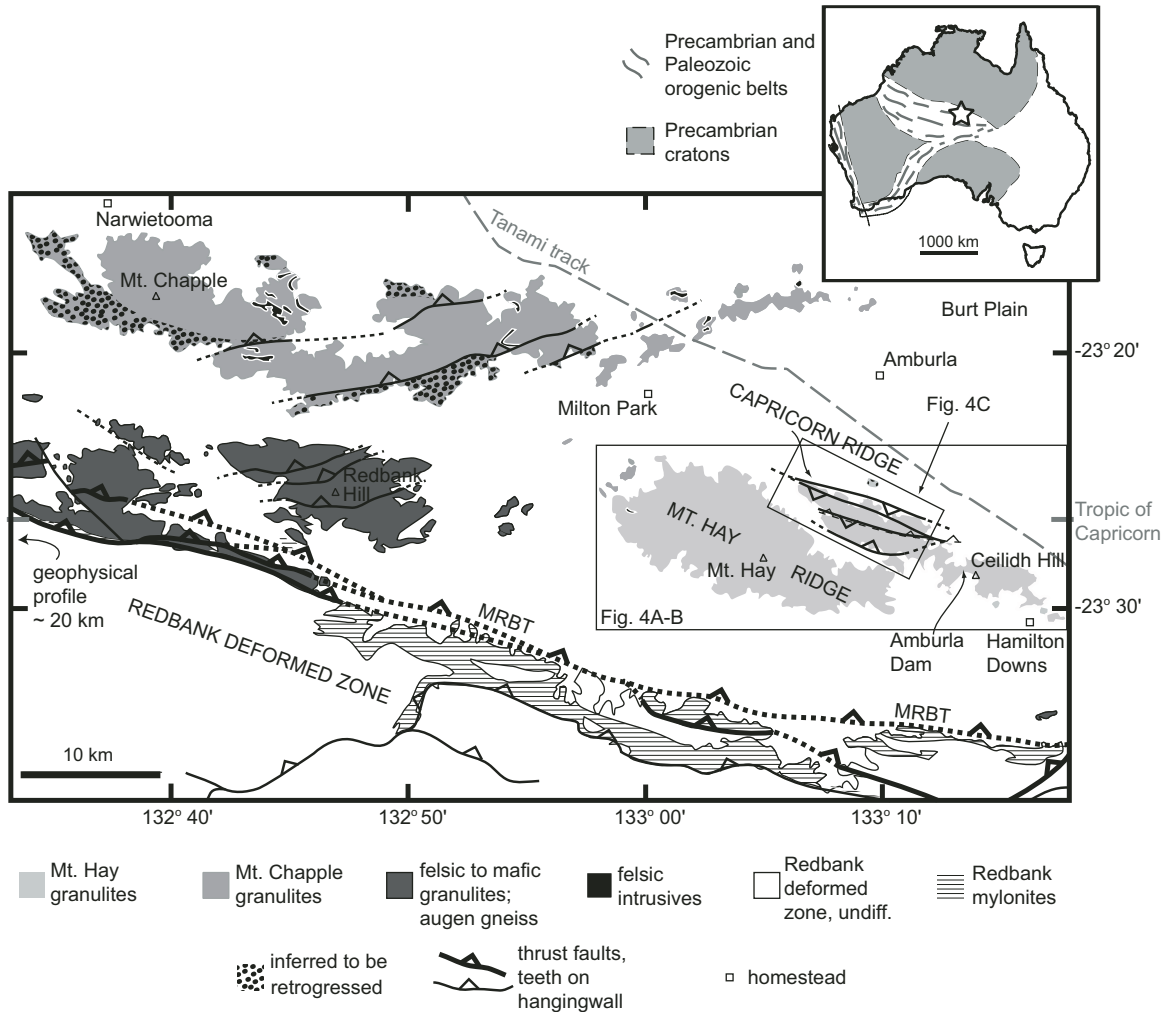 Precambrian and
Paleozoic
orogenic belts
Precambrian
cratons
1000 km
Narwietooma
Tanami track
Mt. Chapple
Burt Plain
-23° 20'
Amburla
Milton Park
CAPRICORN RIDGE
Fig. 4C
Redbank
Hill
MT. HAY
RIDGE
Mt. Hay
Tropic of
Capricorn
Ceilidh Hill
geophysical
profile
~ 20 km
Fig. 4A-B
-23° 30'
REDBANK DEFORMED ZONE
MRBT
Amburla
Dam
Hamilton
Downs
MRBT
10 km
132° 40'
132° 50'
133° 00'
133° 10'
Mt. Hay
granulites
Mt. Chapple
granulites
felsic to mafic
granulites;
augen gneiss
felsic
intrusives
Redbank
deformed
zone, undiff.
Redbank
mylonites
inferred to be
retrogressed
thrust faults,
teeth on
hangingwall
homestead